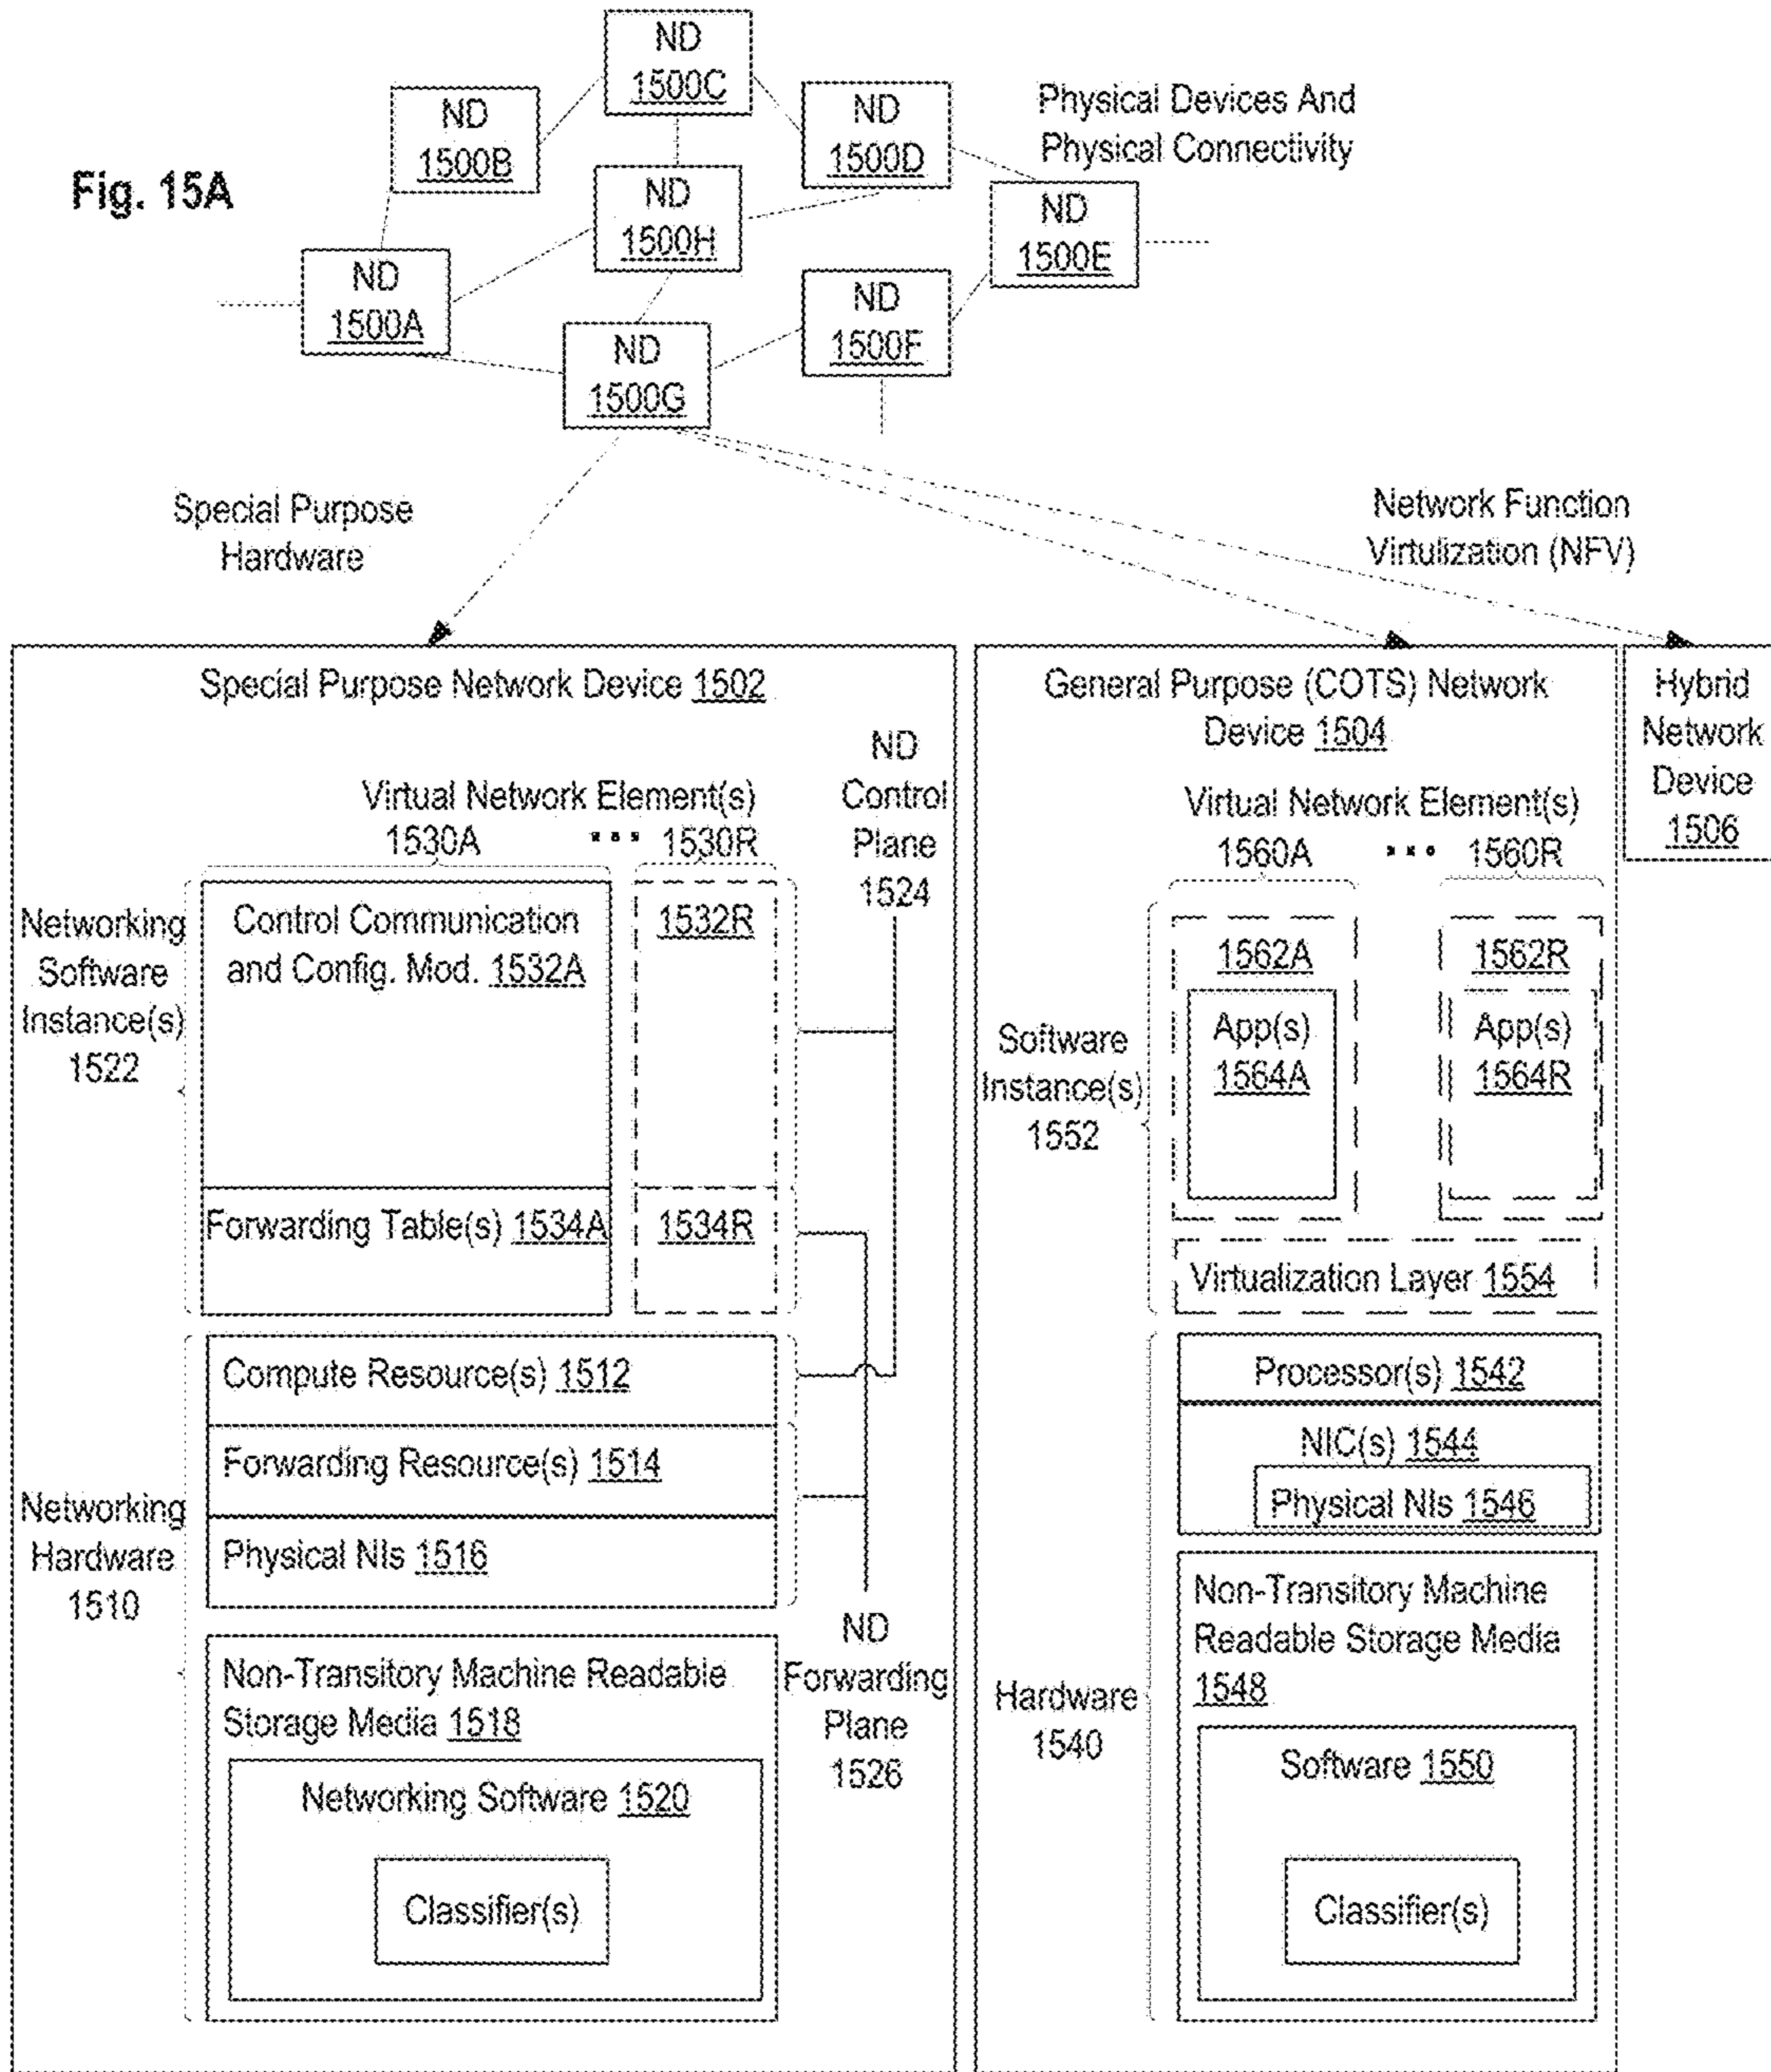 Fig. 15A
ND
1500C
ND
1500B
ND
1500D
Physical Devices And
Physical Connectivity
ND
1500H
ND
1500E
ND
1500A
ND
1500F
ND
1500G
Special Purpose
Hardware
Network Function
Virtulization (NFV)
Special Purpose Network Device 1502
ND
Control
Plane
1524
Virtual Network Element(s)
1530A ••• 1530R
Networking
Software
Instance(s)
1522
Control Communication
and Config. Mod. 1532A
1532R
Forwarding Table(s) 1534A
1534R
Networking
Hardware
1510
Compute Resource(s) 1512
Forwarding Resource(s) 1514
Physical NIs 1516
ND
Forwarding
Plane
1526
Non-Transitory Machine Readable
Storage Media 1518
Networking Software 1520
Classifier(s)
General Purpose (COTS) Network
Device 1504
Virtual Network Element(s)
1560A ••• 1560R
Software
Instance(s)
1552
1562A
App(s)
1564A
1562R
App(s)
1564R
Virtualization Layer 1554
Hardware
1540
Processor(s) 1542
NIC(s) 1544
Physical NIs 1546
Non-Transitory Machine
Readable Storage Media
1548
Software 1550
Classifier(s)
Hybrid
Network
Device
1506